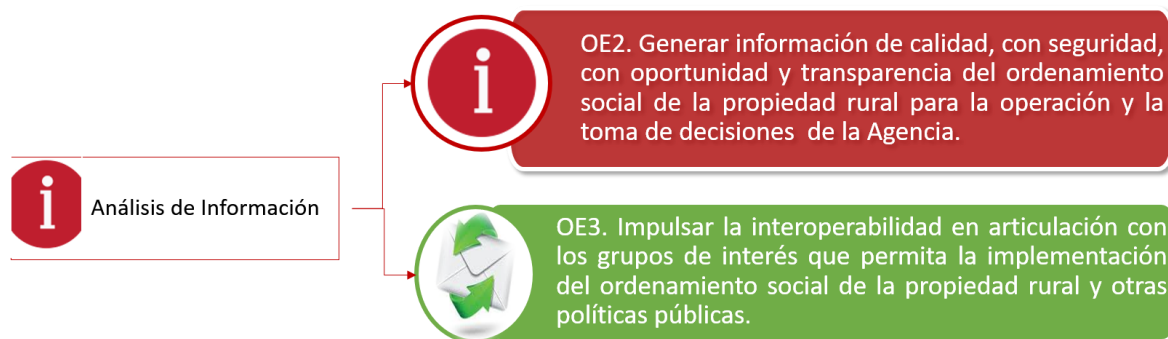 Análisis de Información
OE2. Generar información de calidad, con seguridad,
con oportunidad y transparencia del ordenamiento
social de la propiedad rural para la operación y la
toma de decisiones de la Agencia.
OE3. Impulsar la interoperabilidad en articulación con
los grupos de interés que permita la implementación
del ordenamiento social de la propiedad rural y otras
políticas públicas.